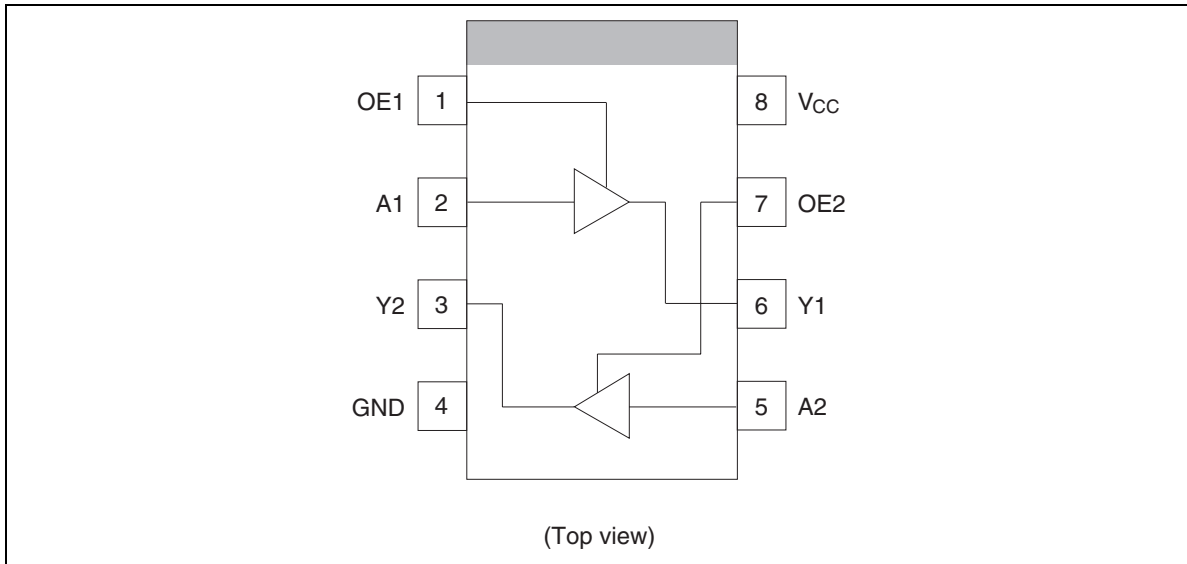 OE1 1 8 VCC
A1 2 7 OE2
Y2 3 6 Y1
GND 4 5 A2
(Top view)